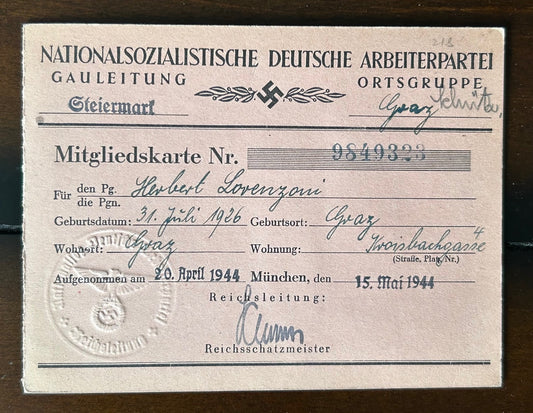 218
NATIONALSOZIALISTISCHE DEUTSCHE ARBEITERPARTEI
GAULEITUNG ORTSGRUPPE
Steiermark Graz
Mitgliedskarte Nr. 9849323
Für den Pg. Herbert Lorenzoni
die Pgn.
Geburtsdatum: 31. Juli 1926 Geburtsort: Graz
Wohnort: Graz Wohnung: Kroisbachgasse 4
(Straße, Platz, Nr.)
Aufgenommen am 20. April 1944 München, den 15. Mai 1944
Reichsleitung:
Reichsschatzmeister
Reichsleitung